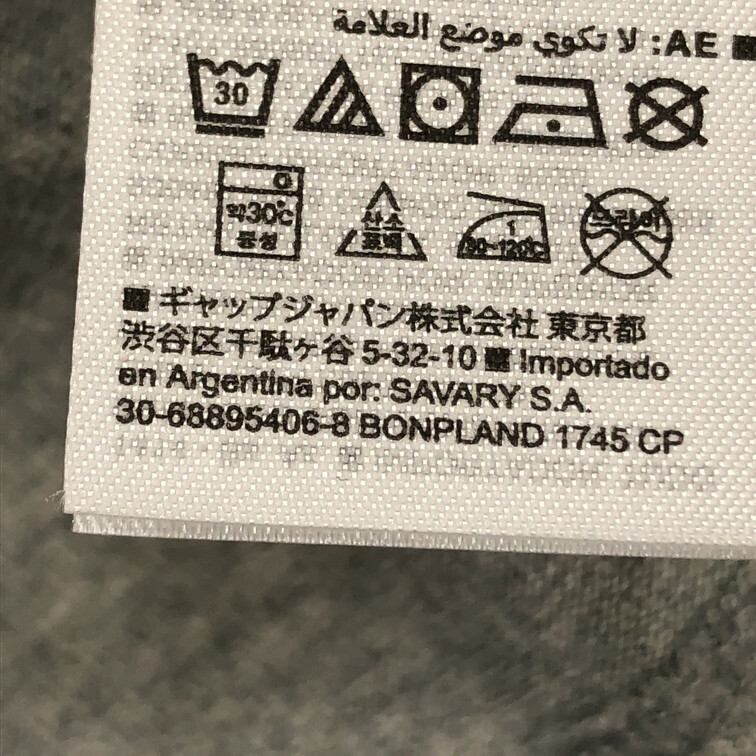 ■ AE: لا تكوي موضع العلامة
30
약30℃
중성
산소
표백
1
80~120℃
드라이
■ ギャップジャパン株式会社 東京都
渋谷区千駄ヶ谷 5-32-10 ■ Importado
en Argentina por: SAVARY S.A.
30-68895406-8 BONPLAND 1745 CP